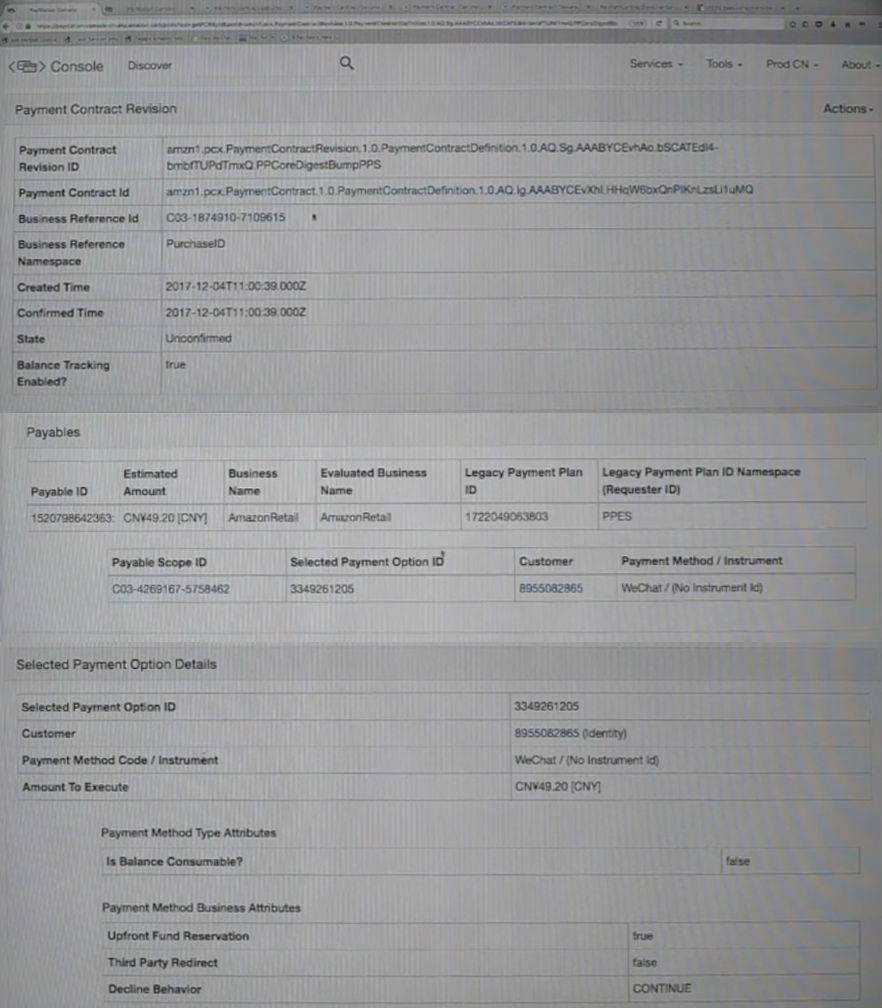 Console Discover Services Tools Prod CN About
Payment Contract Revision Actions
Payment Contract Revision ID
amzn1.pcx.PaymentContractRevision.1.0.PaymentContractDefinition.1.0.AQ.Sg.AAABYCEvhAo.bSCATEdI4-
bmbfTUPdTmxQ.PPCoreDigestBumpPPS
Payment Contract Id amzn1.pcx.PaymentContract.1.0.PaymentContractDefinition.1.0.AQ.Ig.AAABYCEvXhI.HHqW6bxQnPIKnLzsLi1uMQ
Business Reference Id C03-1874910-7109615
Business Reference Namespace PurchaseID
Created Time 2017-12-04T11:00:39.000Z
Confirmed Time 2017-12-04T11:00:39.000Z
State Unconfirmed
Balance Tracking Enabled? true
Payables
Payable ID Estimated Amount Business Name Evaluated Business Name Legacy Payment Plan ID Legacy Payment Plan ID Namespace (Requester ID)
1520798642363: CN¥49.20 [CNY] AmazonRetail AmazonRetail 1722049063803 PPES
Payable Scope ID Selected Payment Option ID Customer Payment Method / Instrument
C03-4269167-5758462 3349261205 8955082865 WeChat / (No Instrument Id)
Selected Payment Option Details
Selected Payment Option ID 3349261205
Customer 8955082865 (Identity)
Payment Method Code / Instrument WeChat / (No Instrument Id)
Amount To Execute CN¥49.20 [CNY]
Payment Method Type Attributes
Is Balance Consumable? false
Payment Method Business Attributes
Upfront Fund Reservation true
Third Party Redirect false
Decline Behavior CONTINUE